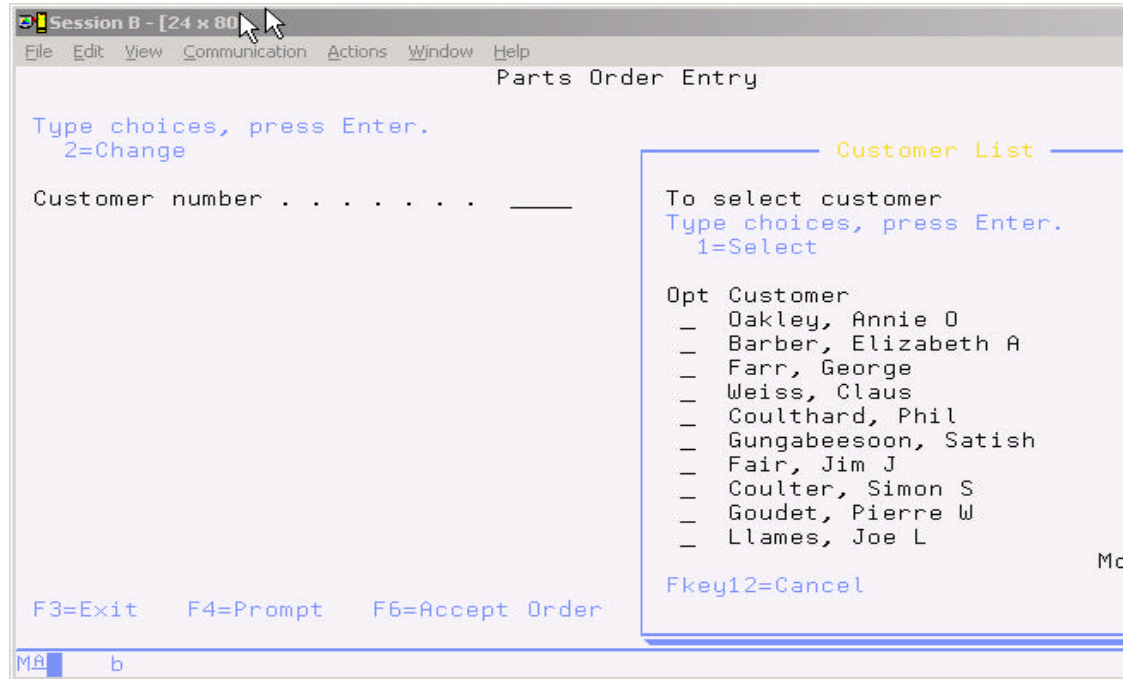 Session B - [24 x 80
File Edit View Communication Actions Window Help
Parts Order Entry
Type choices, press Enter.
2=Change
Customer number . . . . . . . ____
Customer List
To select customer
Type choices, press Enter.
1=Select
Opt Customer
_ Oakley, Annie O
_ Barber, Elizabeth A
_ Farr, George
_ Weiss, Claus
_ Coulthard, Phil
_ Gungabeesoon, Satish
_ Fair, Jim J
_ Coulter, Simon S
_ Goudet, Pierre W
_ Llames, Joe L
Fkey12=Cancel
F3=Exit F4=Prompt F6=Accept Order
MA b